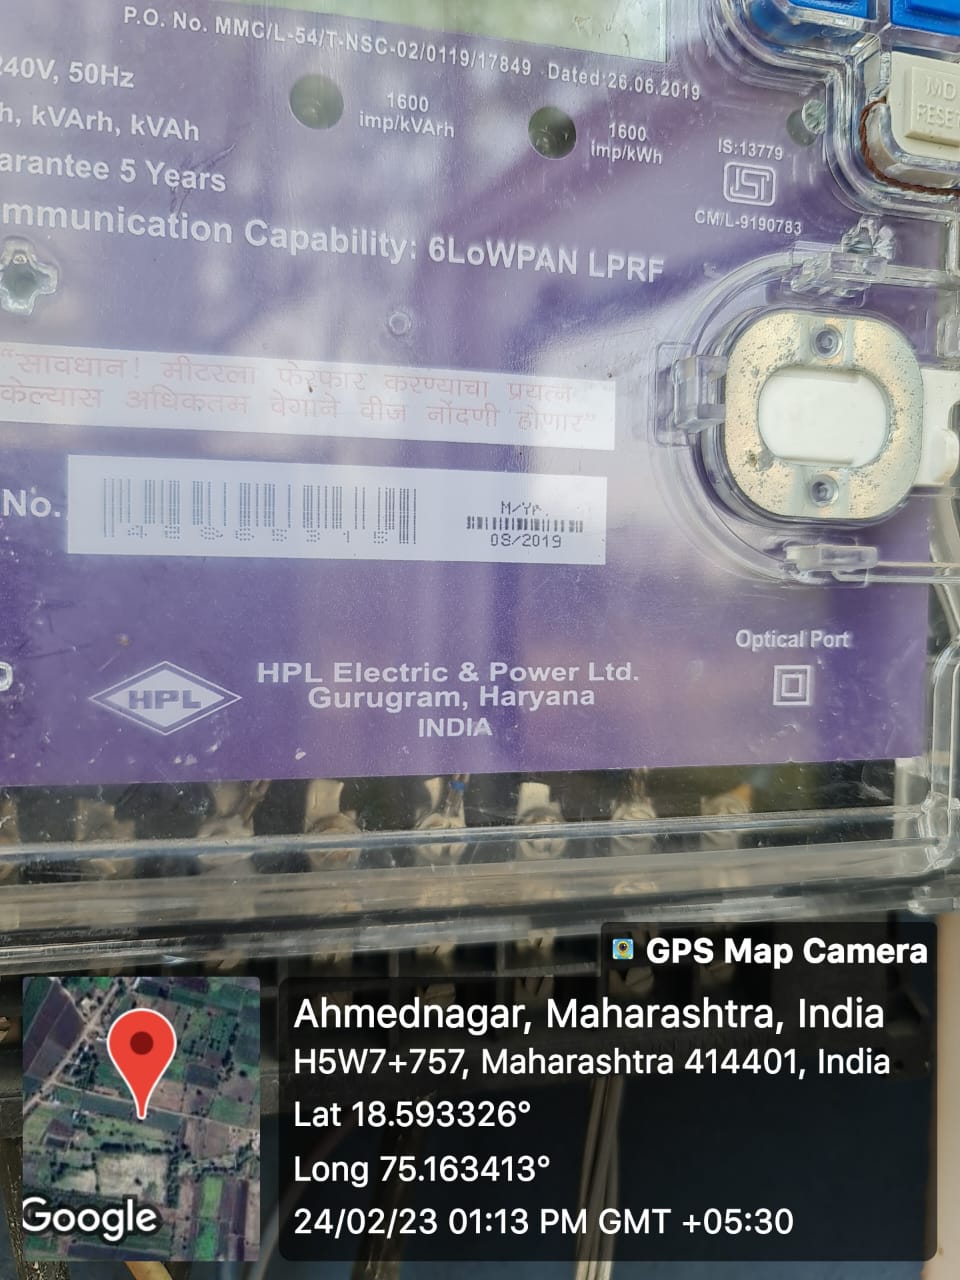 P.O. No. MMC/L-54/T-NSC-02/0119/17849 Dated:26.06.2019
240V, 50Hz
h, kVArh, kVAh
arantee 5 Years
mmunication Capability: 6LoWPAN LPRF
1600
imp/kVArh
1600
imp/kWh
IS:13779
ISI
CM/L-9190783
MD
RESET
“सावधान! मीटरला फेरफार करण्याचा प्रयत्न
केल्यास अधिकतम वेगाने वीज नोंदणी होणार”
No.
M/Yr.
08/2019
HPL
HPL Electric & Power Ltd.
Gurugram, Haryana
INDIA
Optical Port
GPS Map Camera
Ahmednagar, Maharashtra, India
H5W7+757, Maharashtra 414401, India
Lat 18.593326°
Long 75.163413°
24/02/23 01:13 PM GMT +05:30
Google